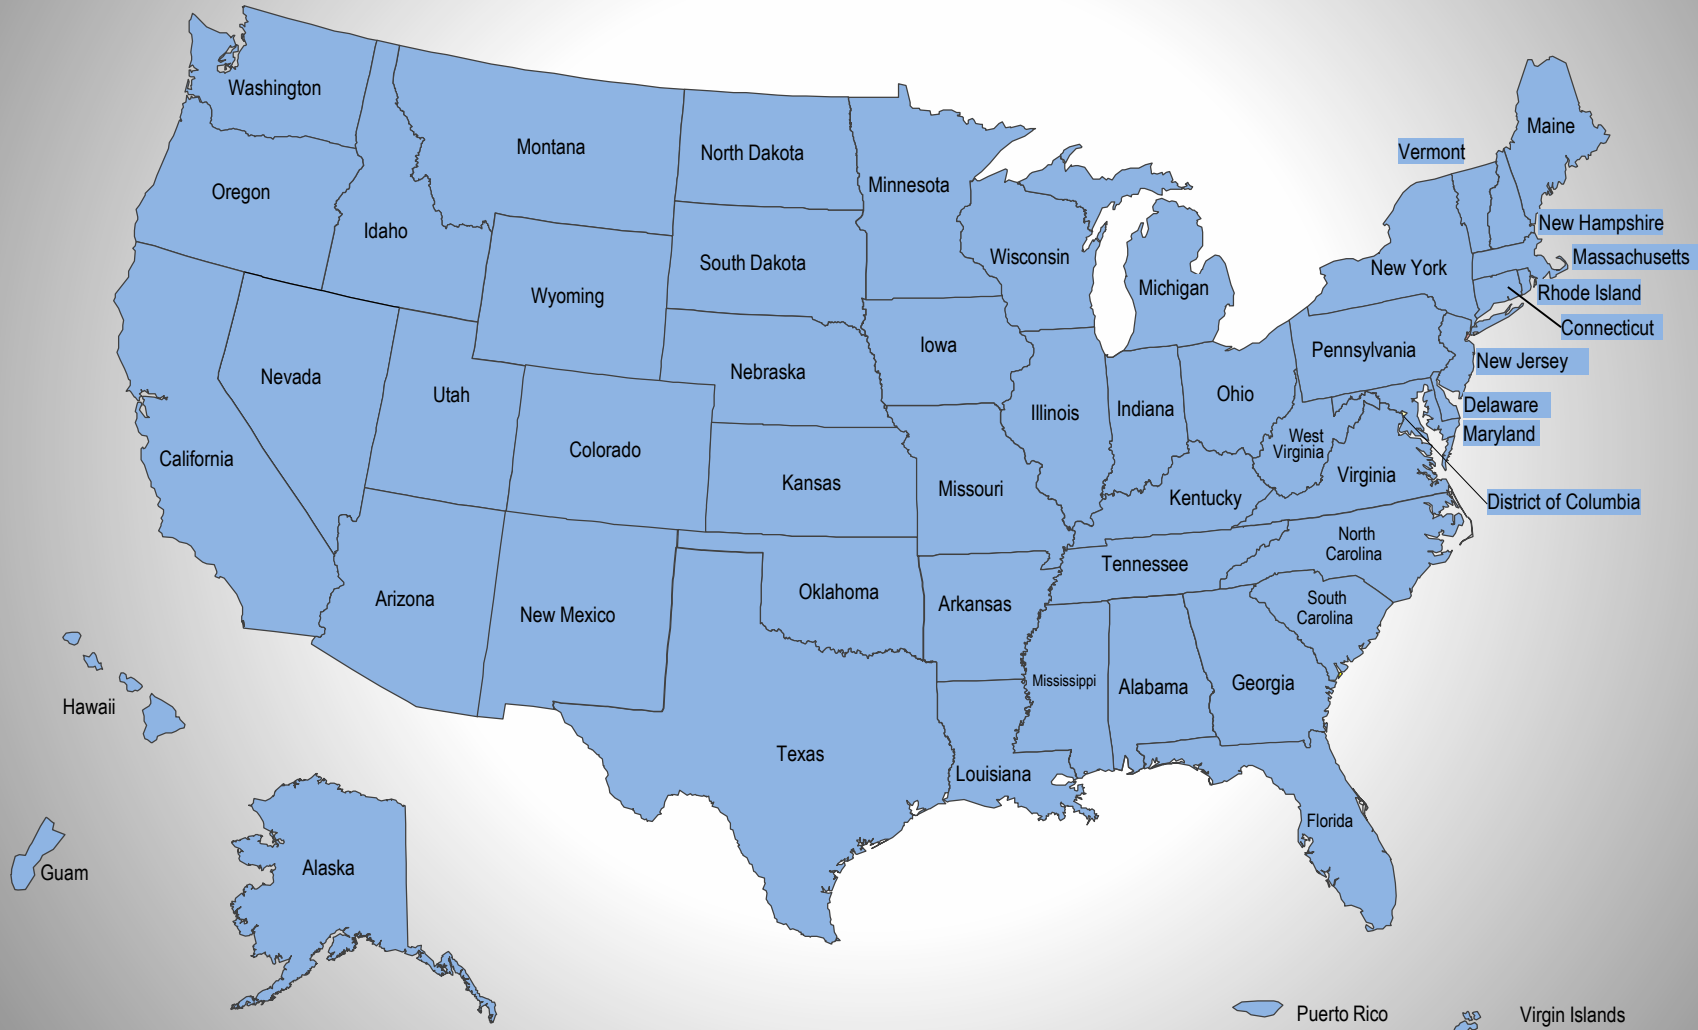 Washington
Montana
North Dakota
Minnesota
Maine
Vermont
Oregon
Idaho
Wyoming
South Dakota
Wisconsin
Michigan
New York
New Hampshire
Massachusetts
Rhode Island
Connecticut
Nevada
Utah
Nebraska
Iowa
Illinois
Indiana
Ohio
Pennsylvania
New Jersey
Delaware
Maryland
California
Colorado
Kansas
Missouri
Kentucky
West
Virginia
Virginia
District of Columbia
Arizona
New Mexico
Oklahoma
Arkansas
Tennessee
North
Carolina
South
Carolina
Hawaii
Texas
Louisiana
Mississippi
Alabama
Georgia
Florida
Guam
Alaska
Puerto Rico
Virgin Islands